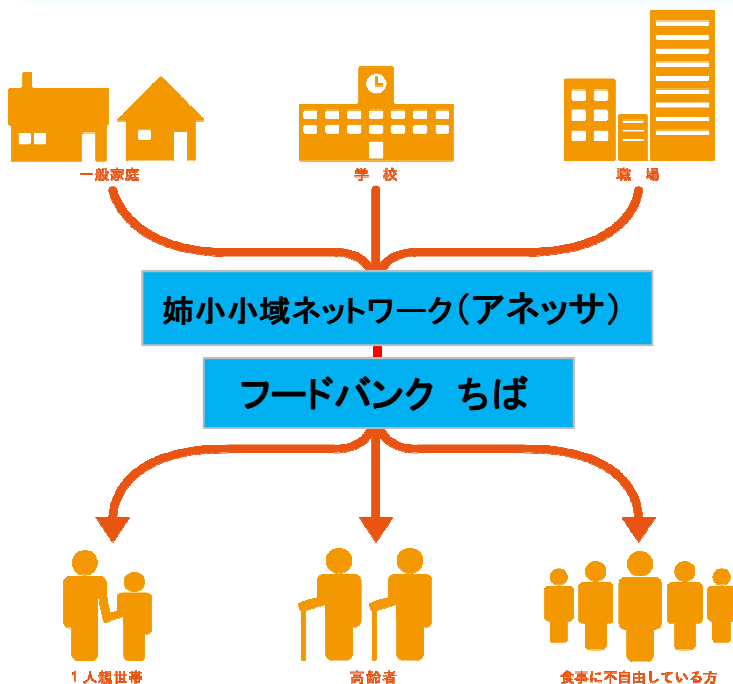 一般家庭
学 校
職 場
姉小小域ネットワーク(アネッサ)
フードバンク ちば
1人親世帯
高齢者
食事に不自由している方